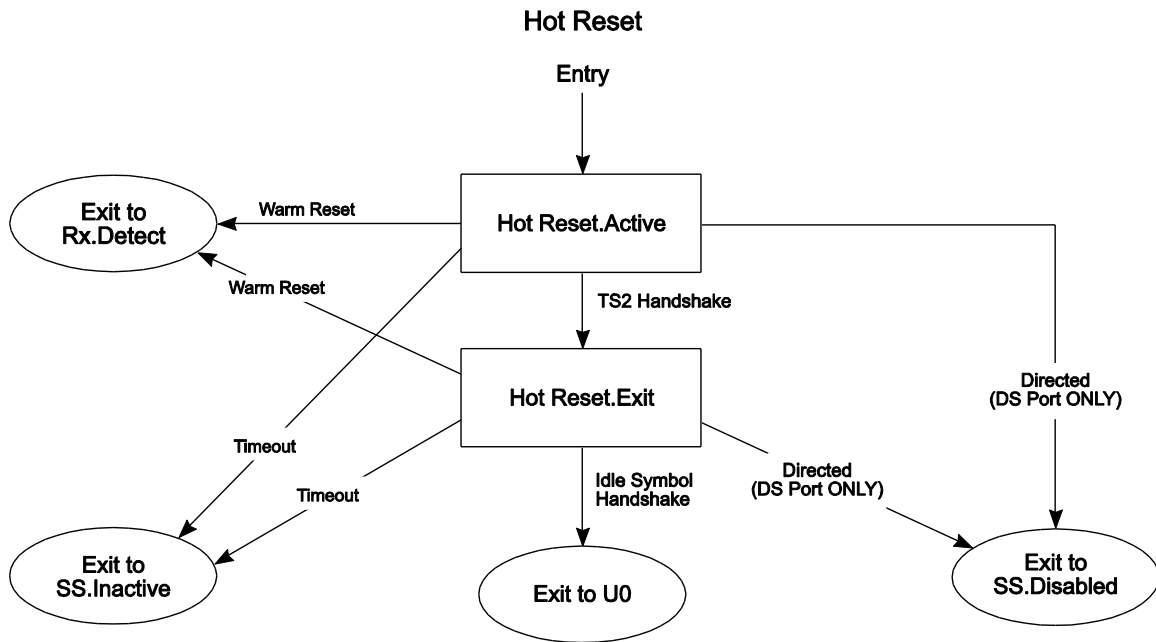 Hot Reset
Entry
Exit to
Rx.Detect
Warm Reset
Hot Reset.Active
Warm Reset
TS2 Handshake
Hot Reset.Exit
Directed
(DS Port ONLY)
Timeout
Timeout
Idle Symbol
Handshake
Directed
(DS Port ONLY)
Exit to
SS.Inactive
Exit to U0
Exit to
SS.Disabled